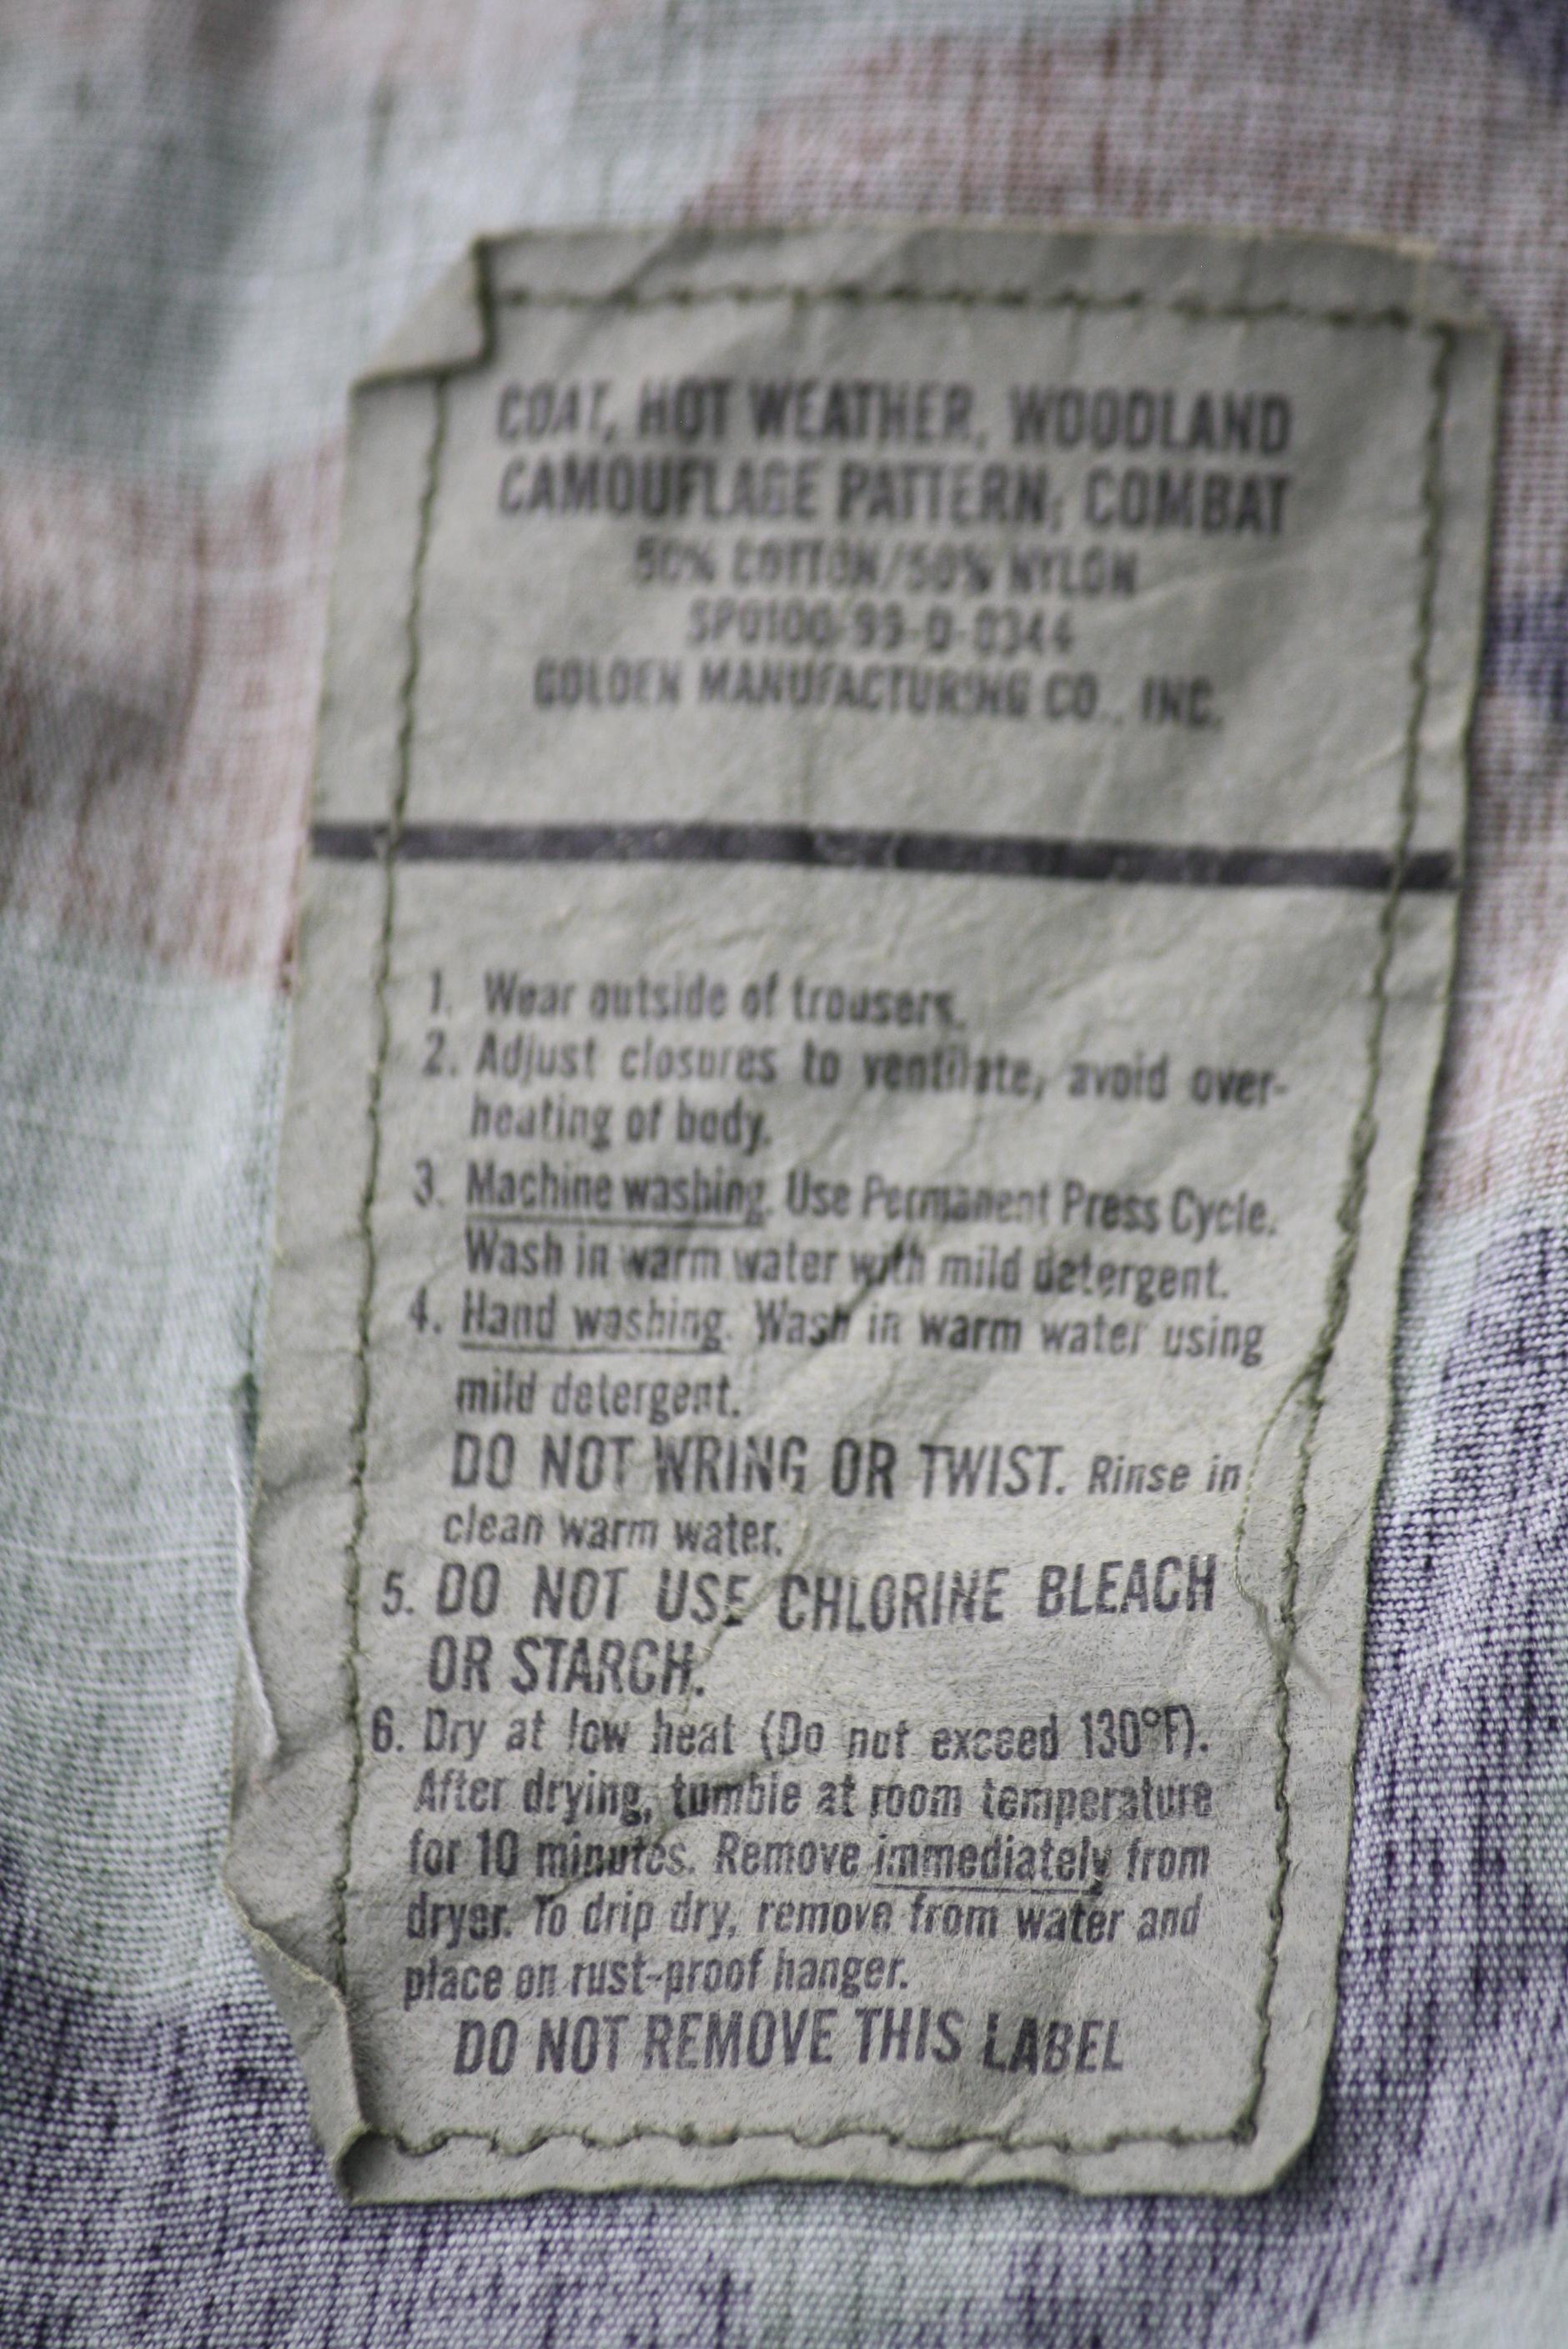 COAT, HOT WEATHER, WOODLAND
CAMOUFLAGE PATTERN; COMBAT
50% COTTON/50% NYLON
SP0100-99-D-0344
GOLDEN MANUFACTURING CO., INC.
1. Wear outside of trousers.
2. Adjust closures to ventilate, avoid over-
heating of body.
3. Machine washing. Use Permanent Press Cycle.
Wash in warm water with mild detergent.
4. Hand washing. Wash in warm water using
mild detergent.
DO NOT WRING OR TWIST. Rinse in
clean warm water.
5. DO NOT USE CHLORINE BLEACH
OR STARCH.
6. Dry at low heat (Do not exceed 130°F).
After drying, tumble at room temperature
for 10 minutes. Remove immediately from
dryer. To drip dry, remove from water and
place on rust-proof hanger.
DO NOT REMOVE THIS LABEL